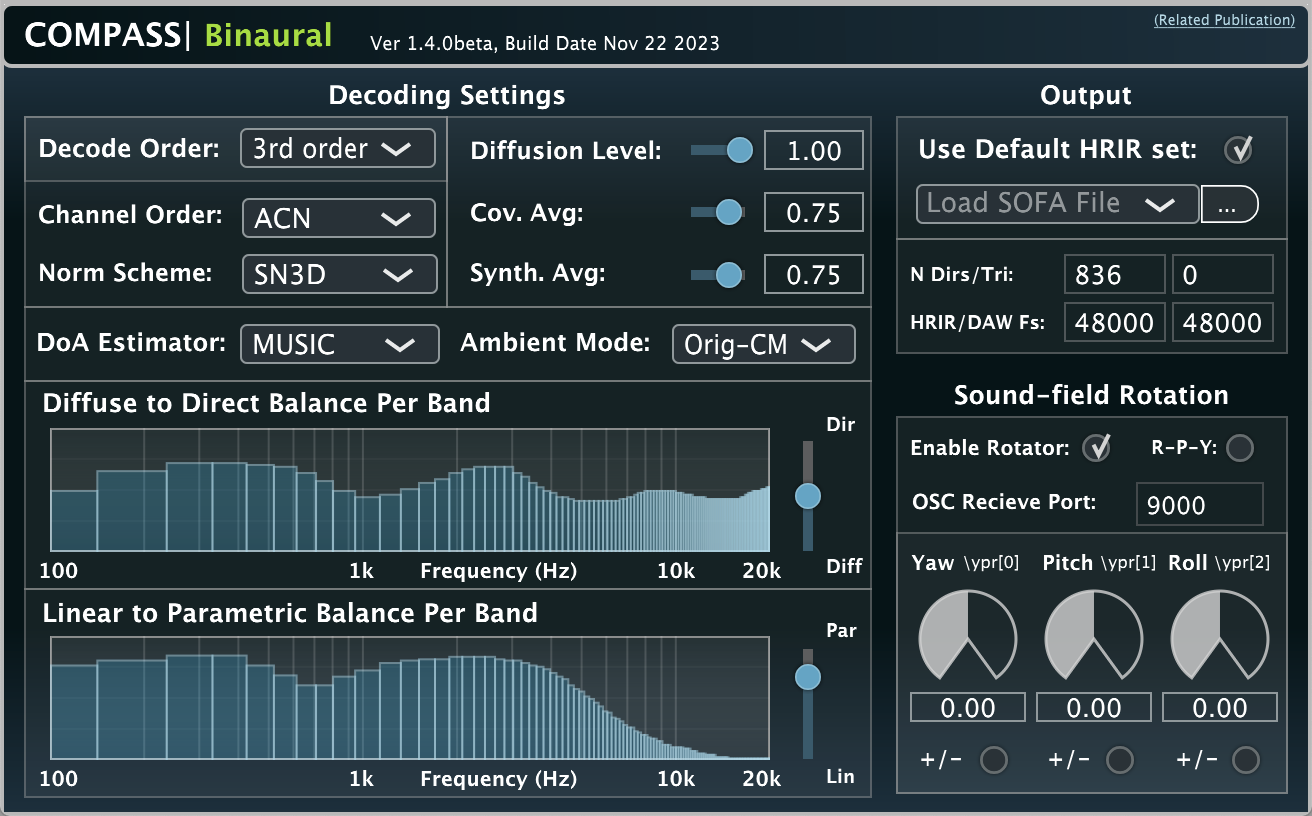 COMPASS| Binaural Ver 1.4.0beta, Build Date Nov 22 2023
(Related Publication)
Decoding Settings
Decode Order: 3rd order
Channel Order: ACN
Norm Scheme: SN3D
Diffusion Level: 1.00
Cov. Avg: 0.75
Synth. Avg: 0.75
DoA Estimator: MUSIC Ambient Mode: Orig-CM
Diffuse to Direct Balance Per Band
Dir
Diff
100 1k Frequency (Hz) 10k 20k
Linear to Parametric Balance Per Band
Par
Lin
100 1k Frequency (Hz) 10k 20k
Output
Use Default HRIR set:
Load SOFA File ...
N Dirs/Tri: 836 0
HRIR/DAW Fs: 48000 48000
Sound-field Rotation
Enable Rotator: R-P-Y:
OSC Recieve Port: 9000
Yaw \ypr[0] Pitch \ypr[1] Roll \ypr[2]
0.00 0.00 0.00
+/- +/- +/-